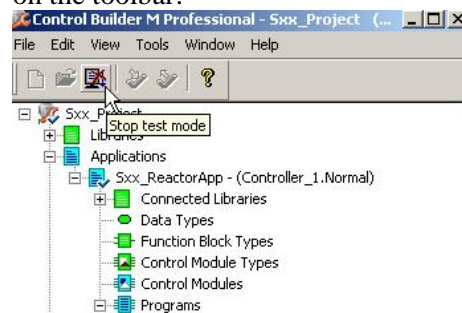 on the toolbar.
Control Builder M Professional - Sxx_Project (...
File Edit View Tools Window Help
Sxx_Project
Stop test mode
Libraries
Applications
Sxx_ReactorApp - (Controller_1.Normal)
Connected Libraries
Data Types
Function Block Types
Control Module Types
Control Modules
Programs